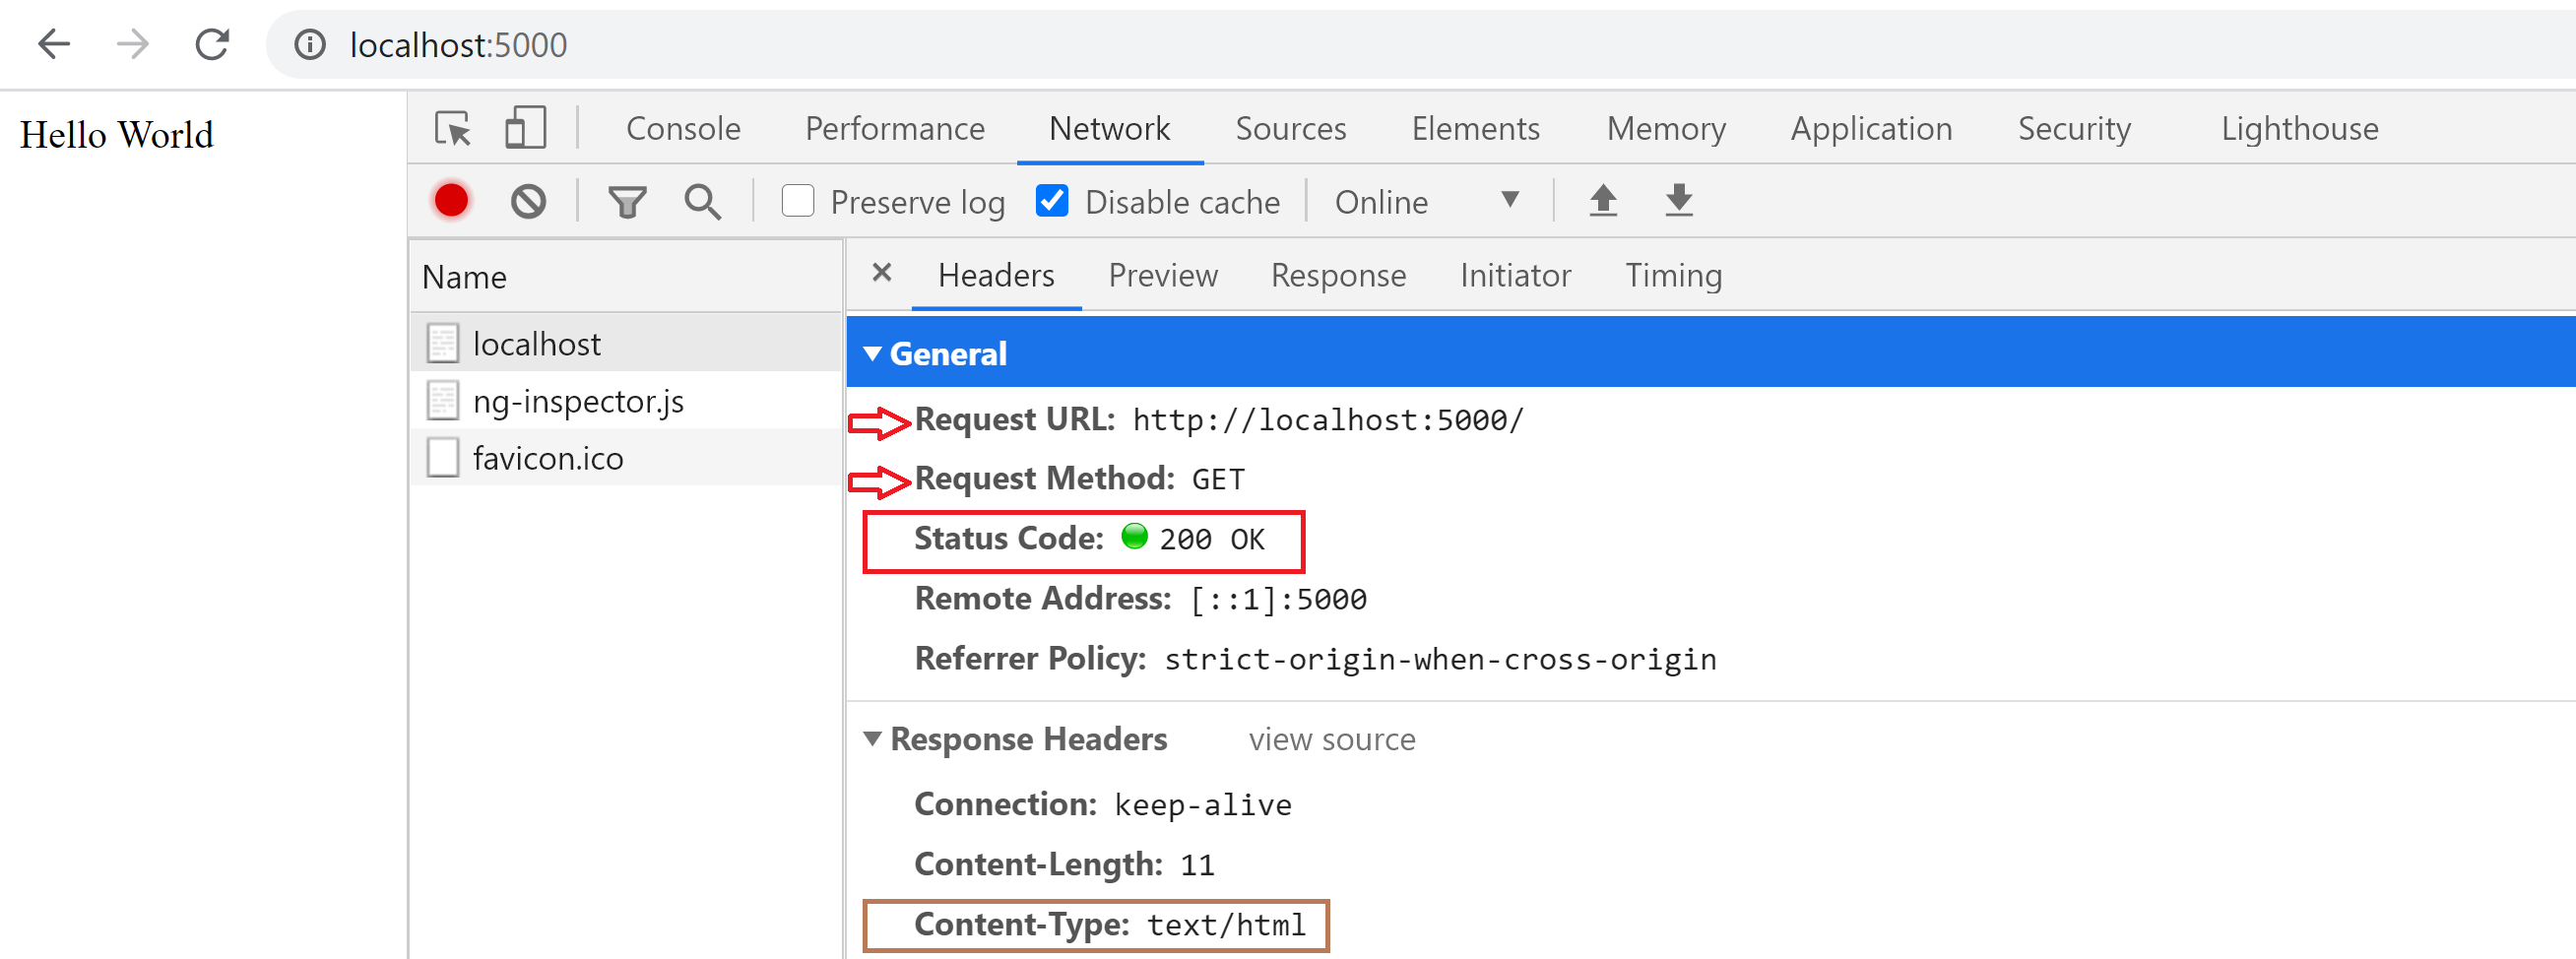 localhost:5000
Hello World
Console Performance Network Sources Elements Memory Application Security Lighthouse
Preserve log Disable cache Online
Name
localhost
ng-inspector.js
favicon.ico
Headers Preview Response Initiator Timing
General
Request URL: http://localhost:5000/
Request Method: GET
Status Code: 200 OK
Remote Address: [::1]:5000
Referrer Policy: strict-origin-when-cross-origin
Response Headers view source
Connection: keep-alive
Content-Length: 11
Content-Type: text/html